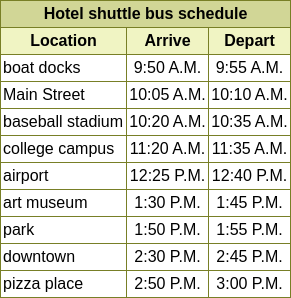 Hotel shuttle bus schedule
Location Arrive Depart
boat docks 9:50 A.M. 9:55 A.M.
Main Street 10:05 A.M. 10:10 A.M.
baseball stadium 10:20 A.M. 10:35 A.M.
college campus 11:20 A.M. 11:35 A.M.
airport 12:25 P.M. 12:40 P.M.
art museum 1:30 P.M. 1:45 P.M.
park 1:50 P.M. 1:55 P.M.
downtown 2:30 P.M. 2:45 P.M.
pizza place 2:50 P.M. 3:00 P.M.